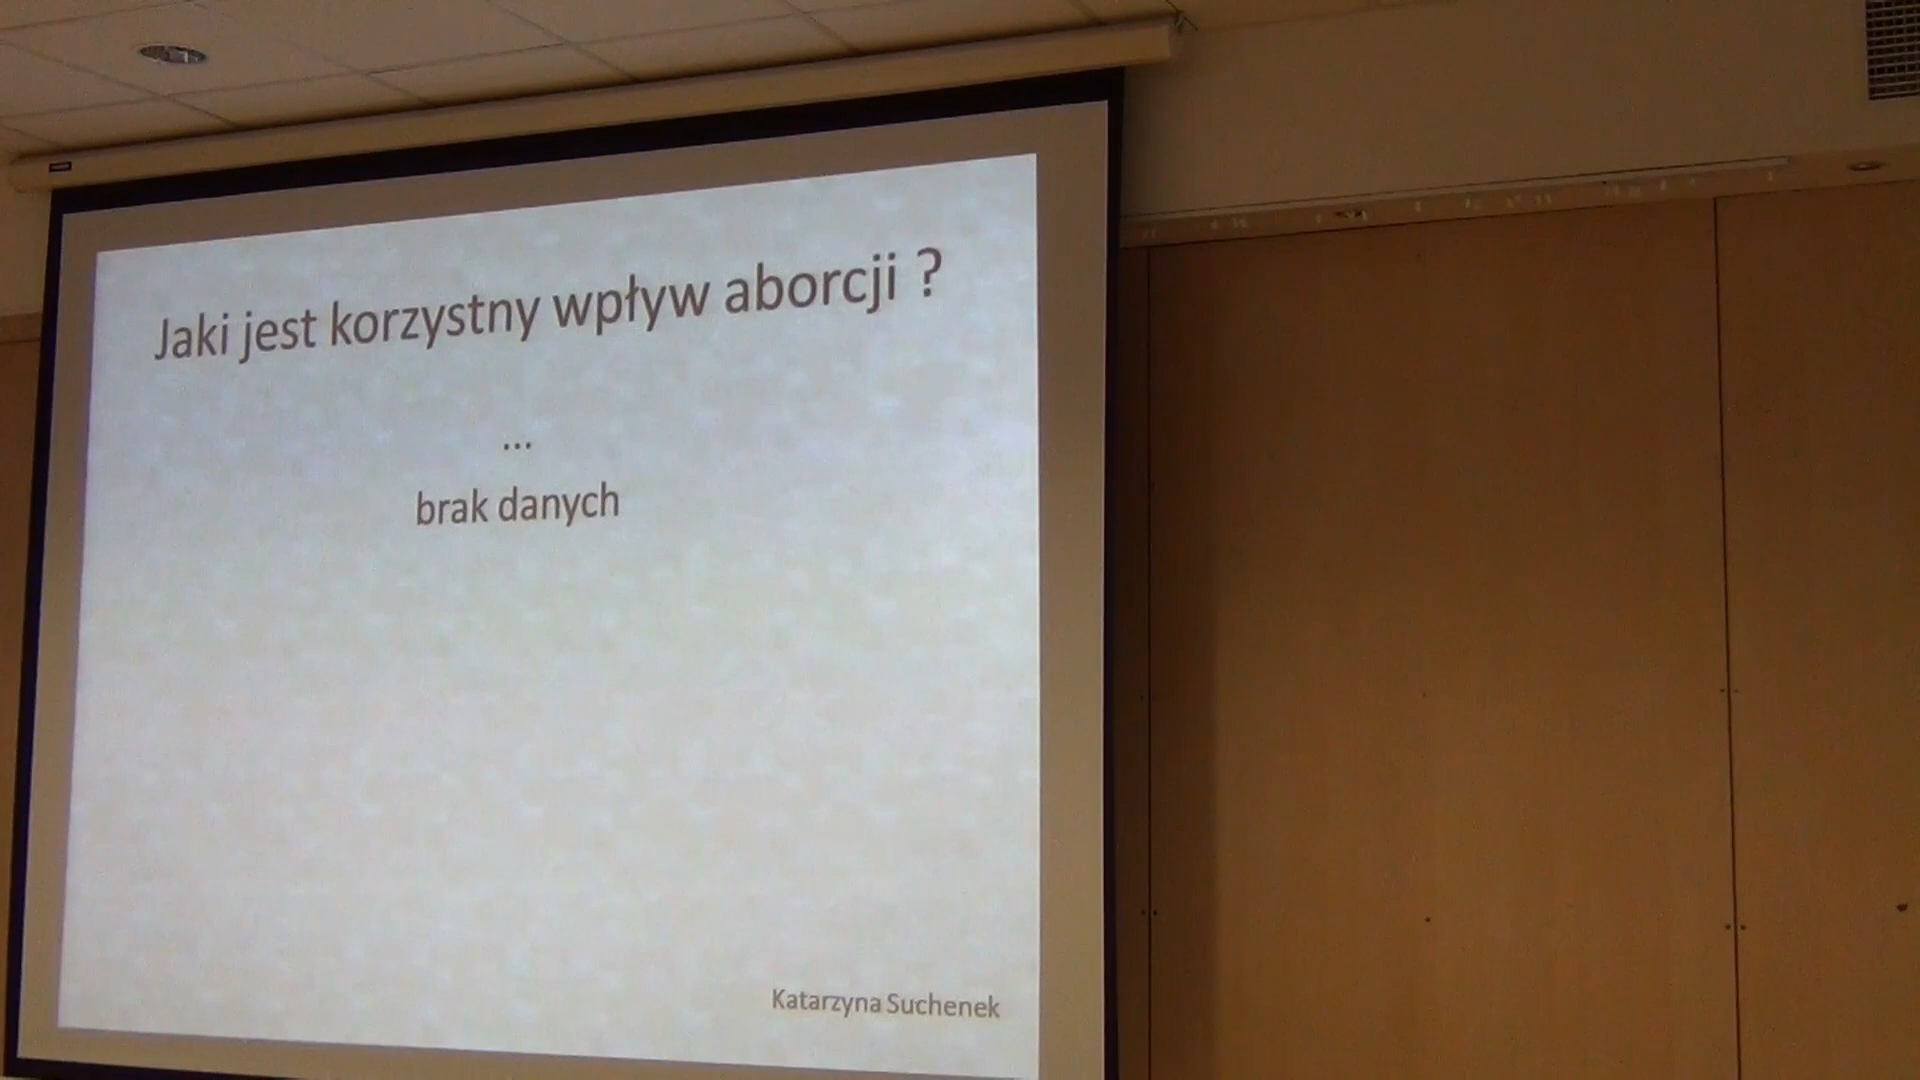 Jaki jest korzystny wpływ aborcji ?
...
brak danych
Katarzyna Suchenek